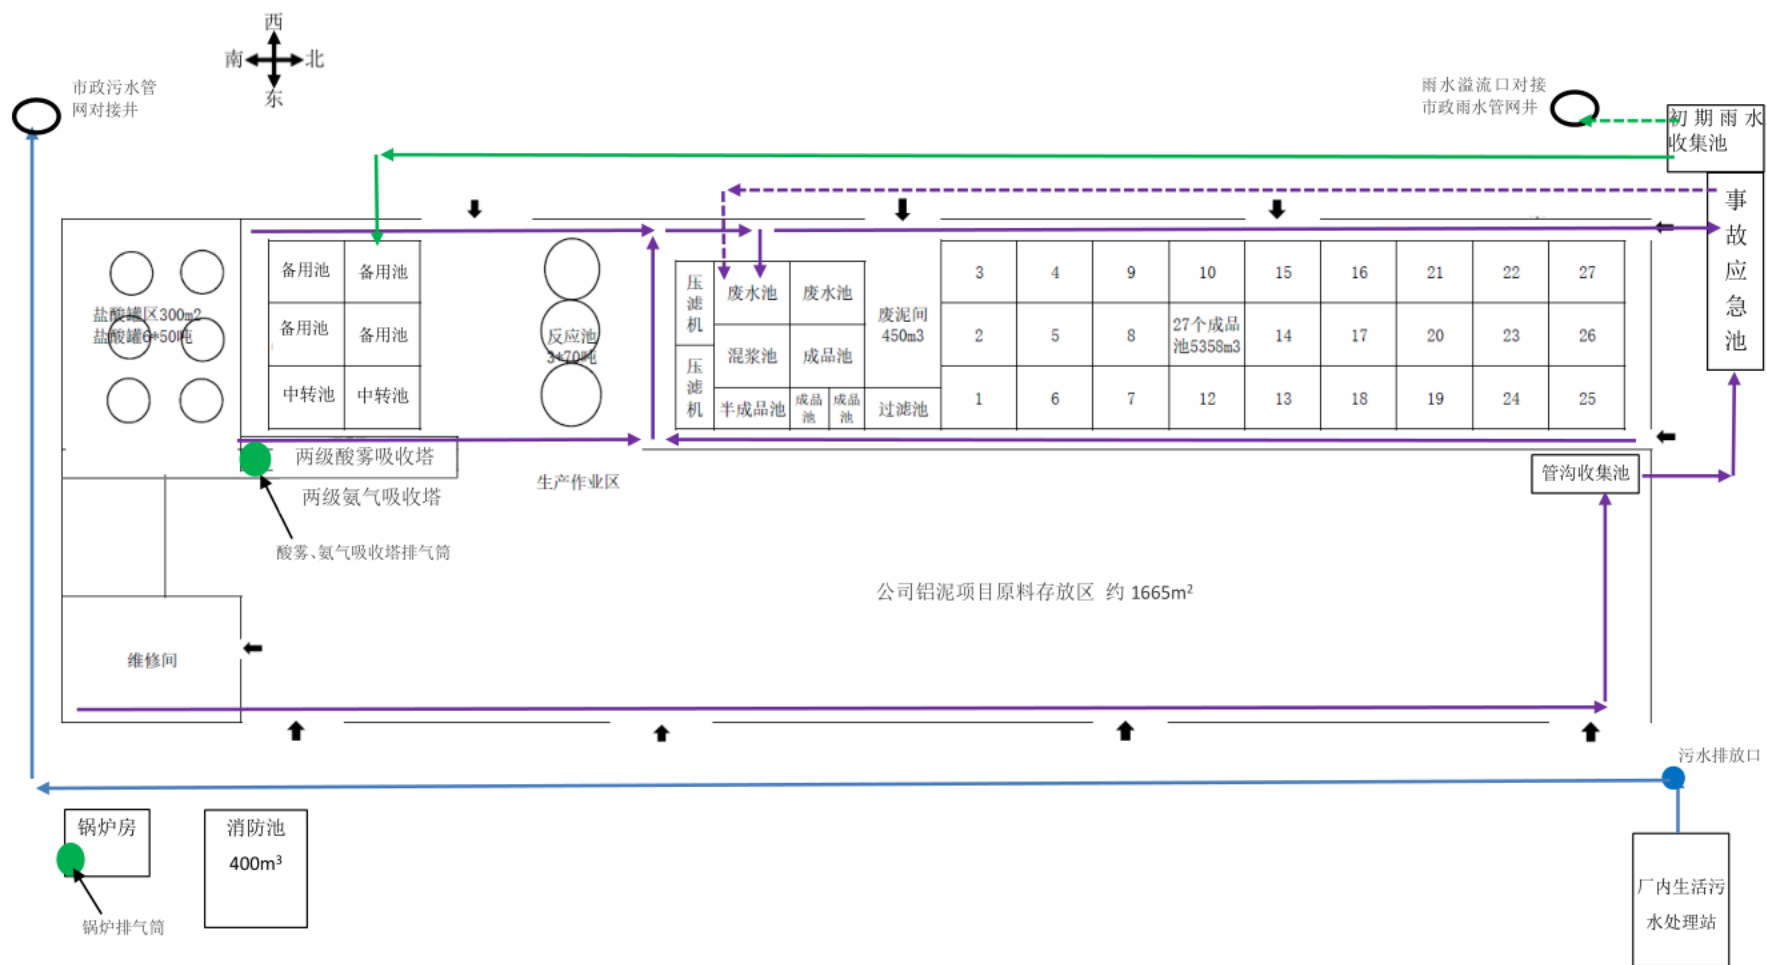 西
南
北
东
市政污水管
网对接井
雨水溢流口对接
市政雨水管网井
初期雨水
收集池
事故应急池
盐酸罐区300m2
盐酸罐6*50吨
备用池
备用池
备用池
备用池
中转池
中转池
反应池
3*70吨
压滤机
压滤机
废水池
废水池
混浆池
成品池
半成品池
成品
池
成品
池
废泥间
450m3
过滤池
3
4
9
10
15
16
21
22
27
2
5
8
27个成品
池5358m3
14
17
20
23
26
1
6
7
12
13
18
19
24
25
两级酸雾吸收塔
两级氨气吸收塔
生产作业区
管沟收集池
酸雾、氨气吸收塔排气筒
公司铝泥项目原料存放区 约 1665m²
维修间
污水排放口
锅炉房
消防池
400m³
锅炉排气筒
厂内生活污
水处理站